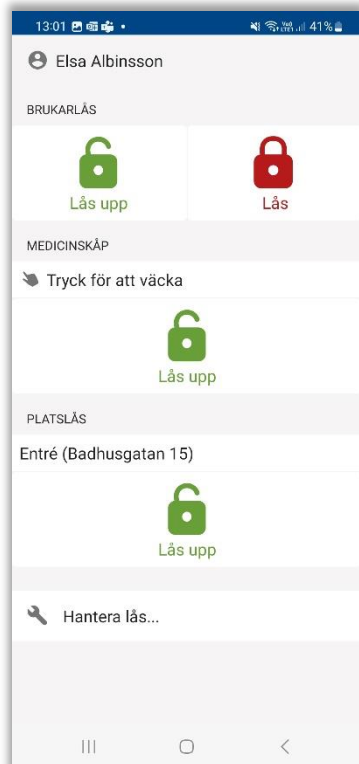 13:01 41%
Elsa Albinsson
BRUKARLÅS
Lås upp Lås
MEDICINSKÅP
Tryck för att väcka
Lås upp
PLATSLÅS
Entré (Badhusgatan 15)
Lås upp
Hantera lås...